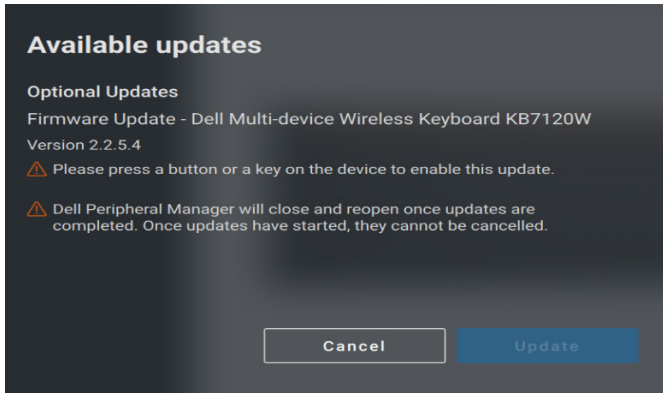 Available updates
Optional Updates
Firmware Update - Dell Multi-device Wireless Keyboard KB7120W
Version 2.2.5.4
Please press a button or a key on the device to enable this update.
Dell Peripheral Manager will close and reopen once updates are
completed. Once updates have started, they cannot be cancelled.
Cancel
Update